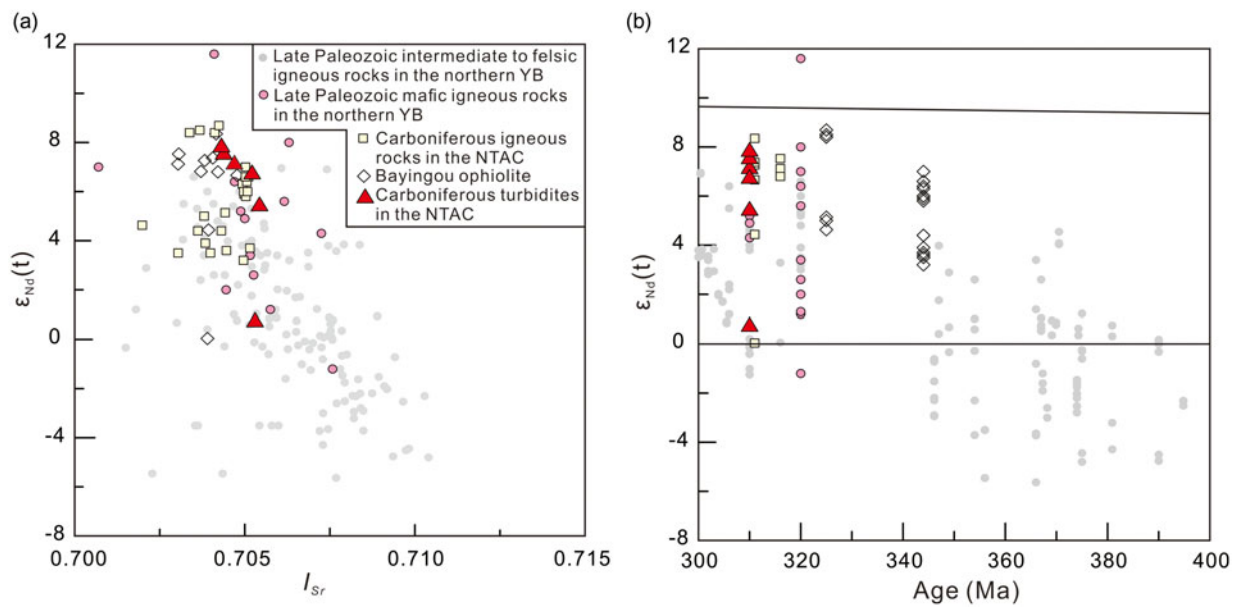 (a)
12
8
4
0
-4
-8
εNd(t)
Late Paleozoic intermediate to felsic
igneous rocks in the northern YB
Late Paleozoic mafic igneous rocks
in the northern YB
Carboniferous igneous
rocks in the NTAC
Bayingou ophiolite
Carboniferous turbidites
in the NTAC
0.700
0.705
0.710
0.715
ISr
(b)
12
8
4
0
-4
-8
εNd(t)
300
320
340
360
380
400
Age (Ma)